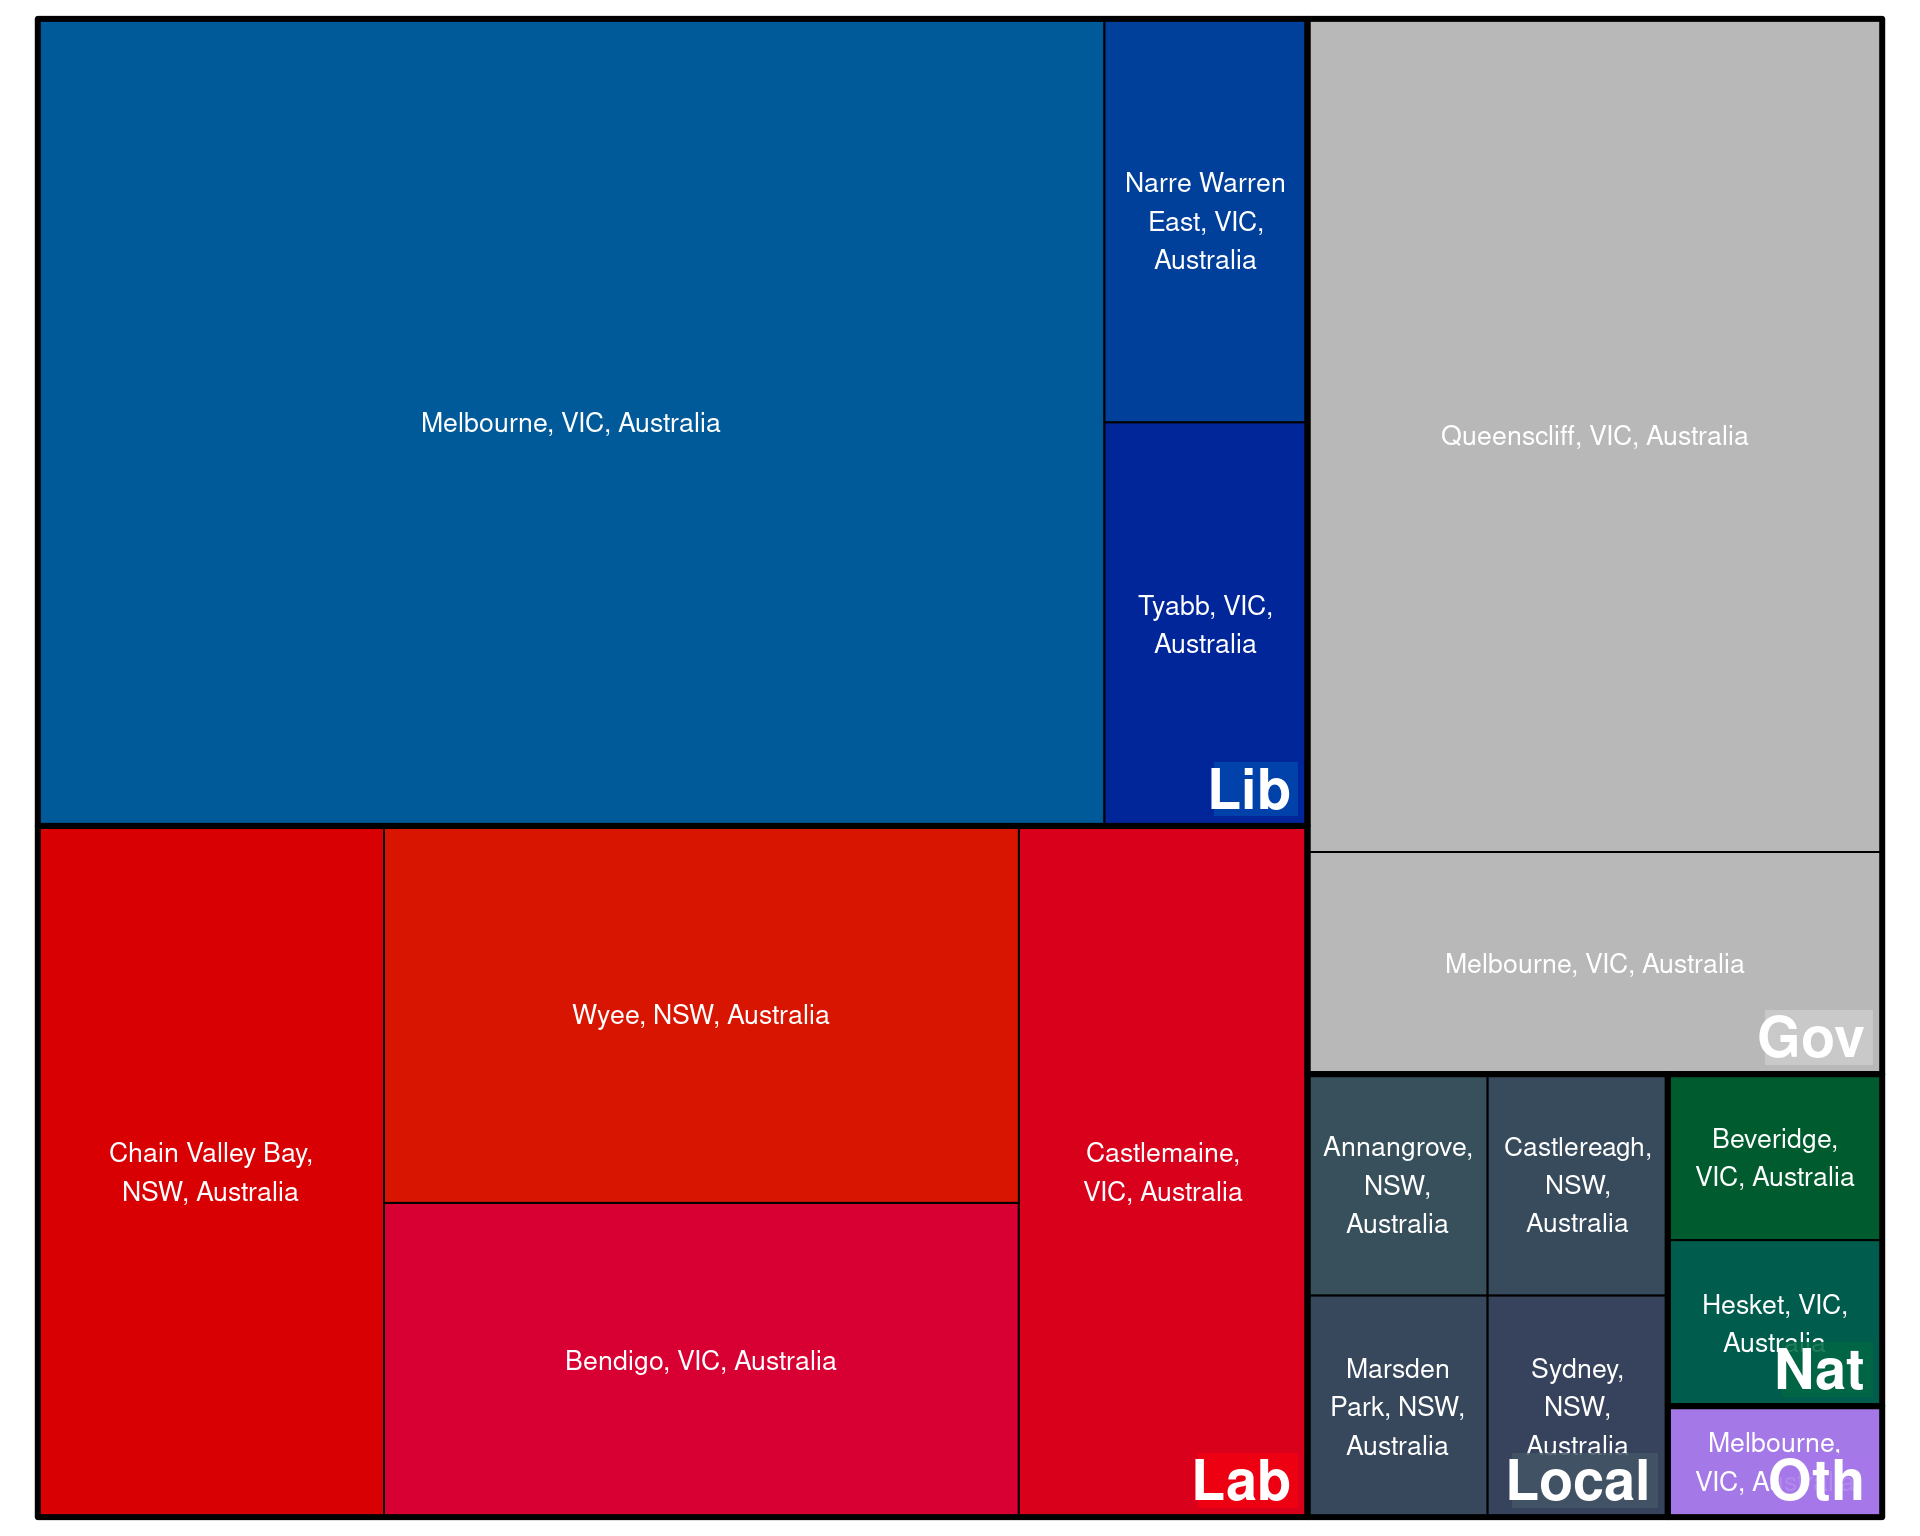 Melbourne, VIC, Australia
Narre Warren
East, VIC,
Australia
Tyabb, VIC,
Australia
Lib
Queenscliff, VIC, Australia
Melbourne, VIC, Australia
Gov
Chain Valley Bay,
NSW, Australia
Wyee, NSW, Australia
Bendigo, VIC, Australia
Castlemaine,
VIC, Australia
Lab
Annangrove,
NSW,
Australia
Castlereagh,
NSW,
Australia
Marsden
Park, NSW,
Australia
Sydney,
NSW,
Australia
Local
Beveridge,
VIC, Australia
Hesket, VIC,
Australia
Nat
Melbourne,
VIC, Australia
Oth